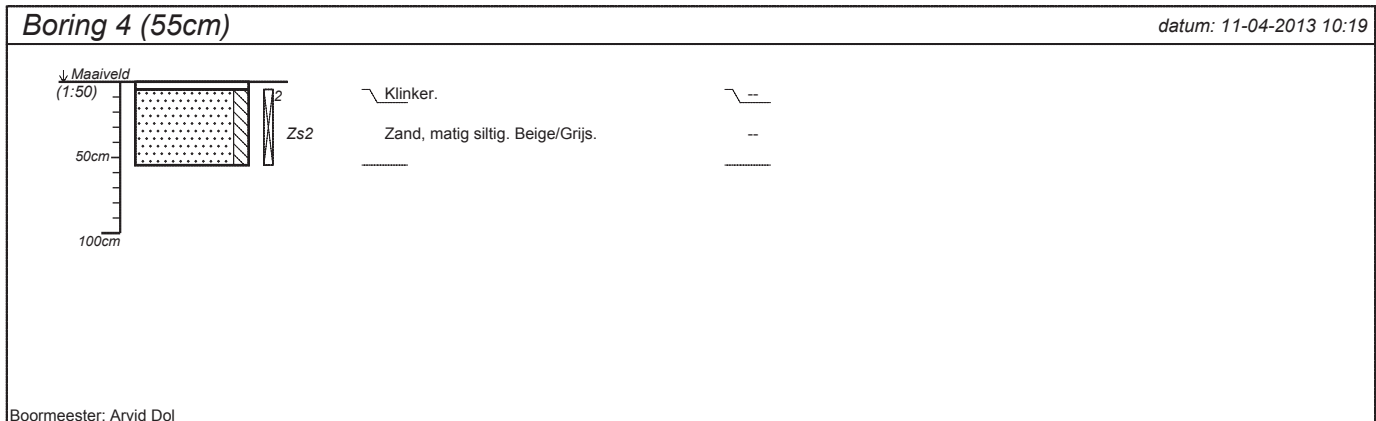 Boring 4 (55cm)
datum: 11-04-2013 10:19
Maaiveld
(1:50)
2
Klinker.
--
Zs2
Zand, matig siltig. Beige/Grijs.
--
50cm
100cm
Boormeester: Arvid Dol